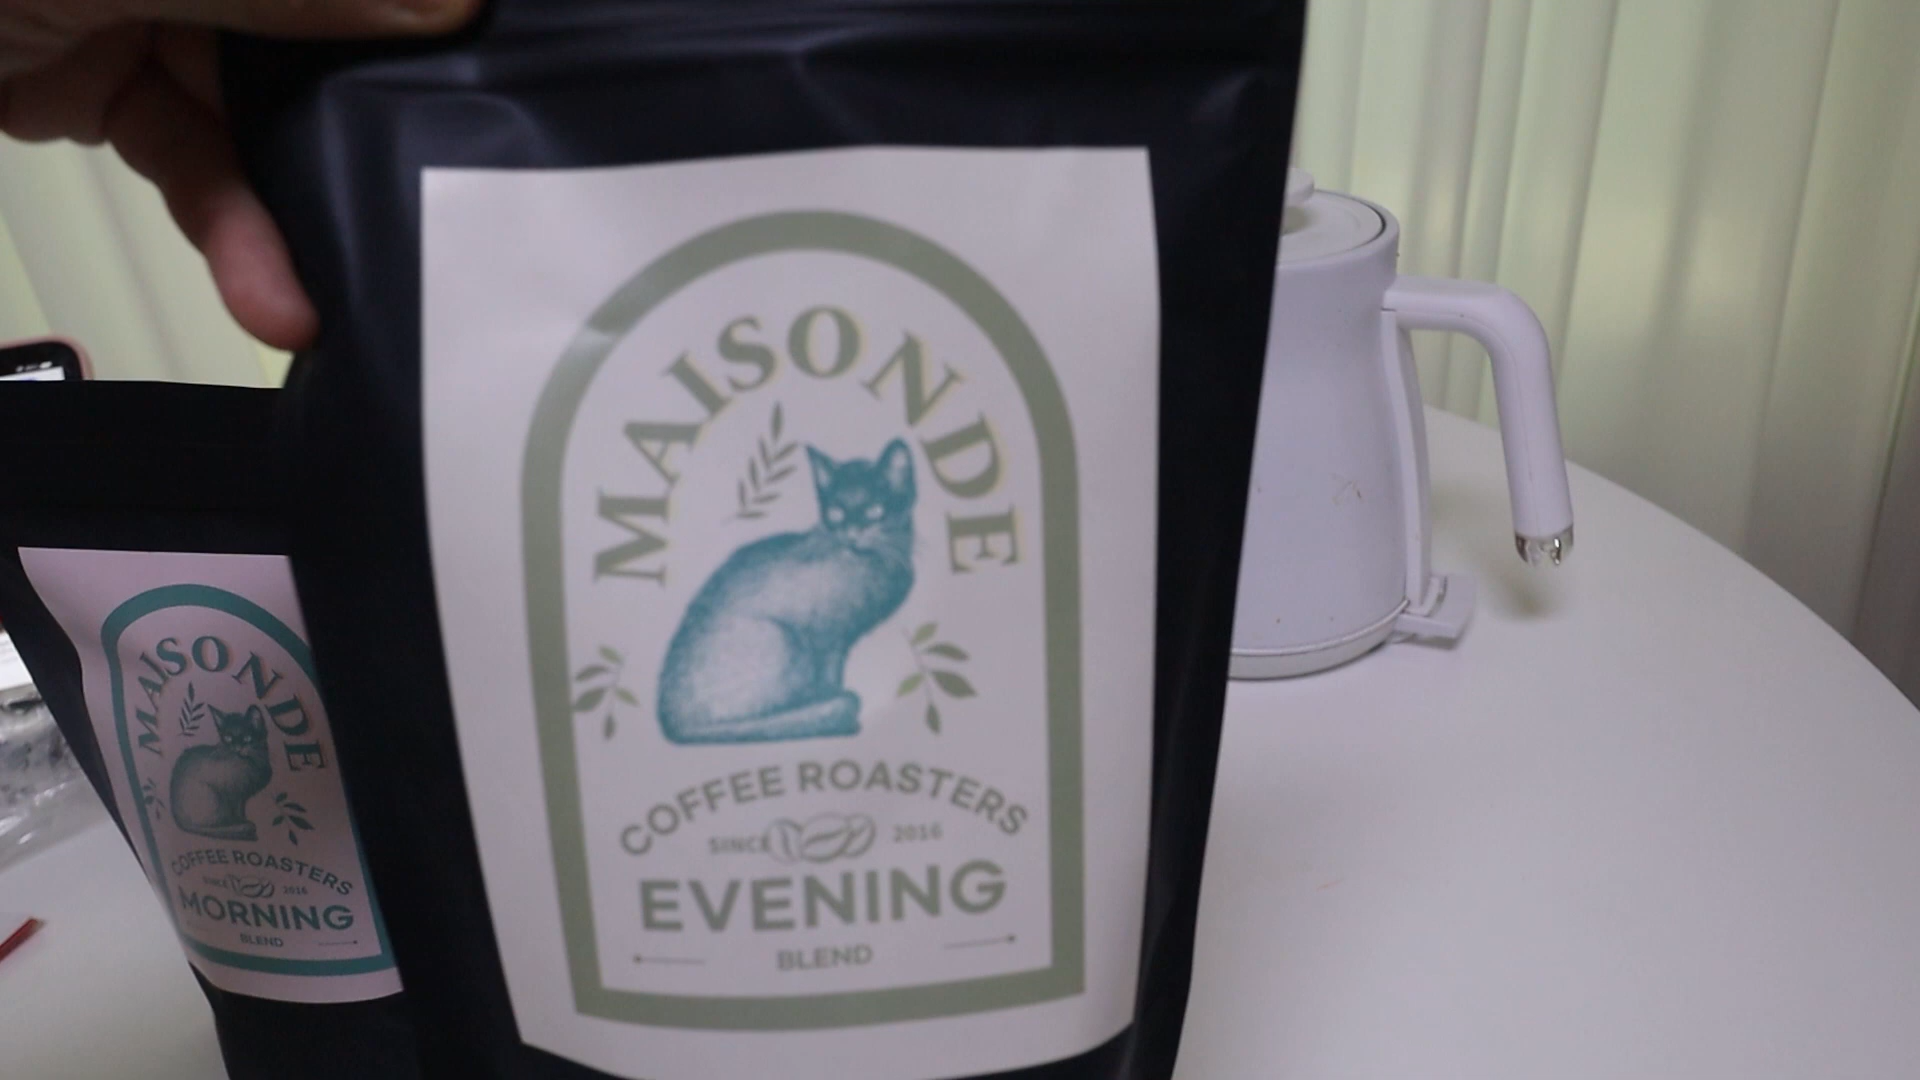 MAISONDE
COFFEE ROASTERS
SINCE 2016
EVENING
BLEND
MAISONDE
COFFEE ROASTERS
SINCE 2016
MORNING
BLEND